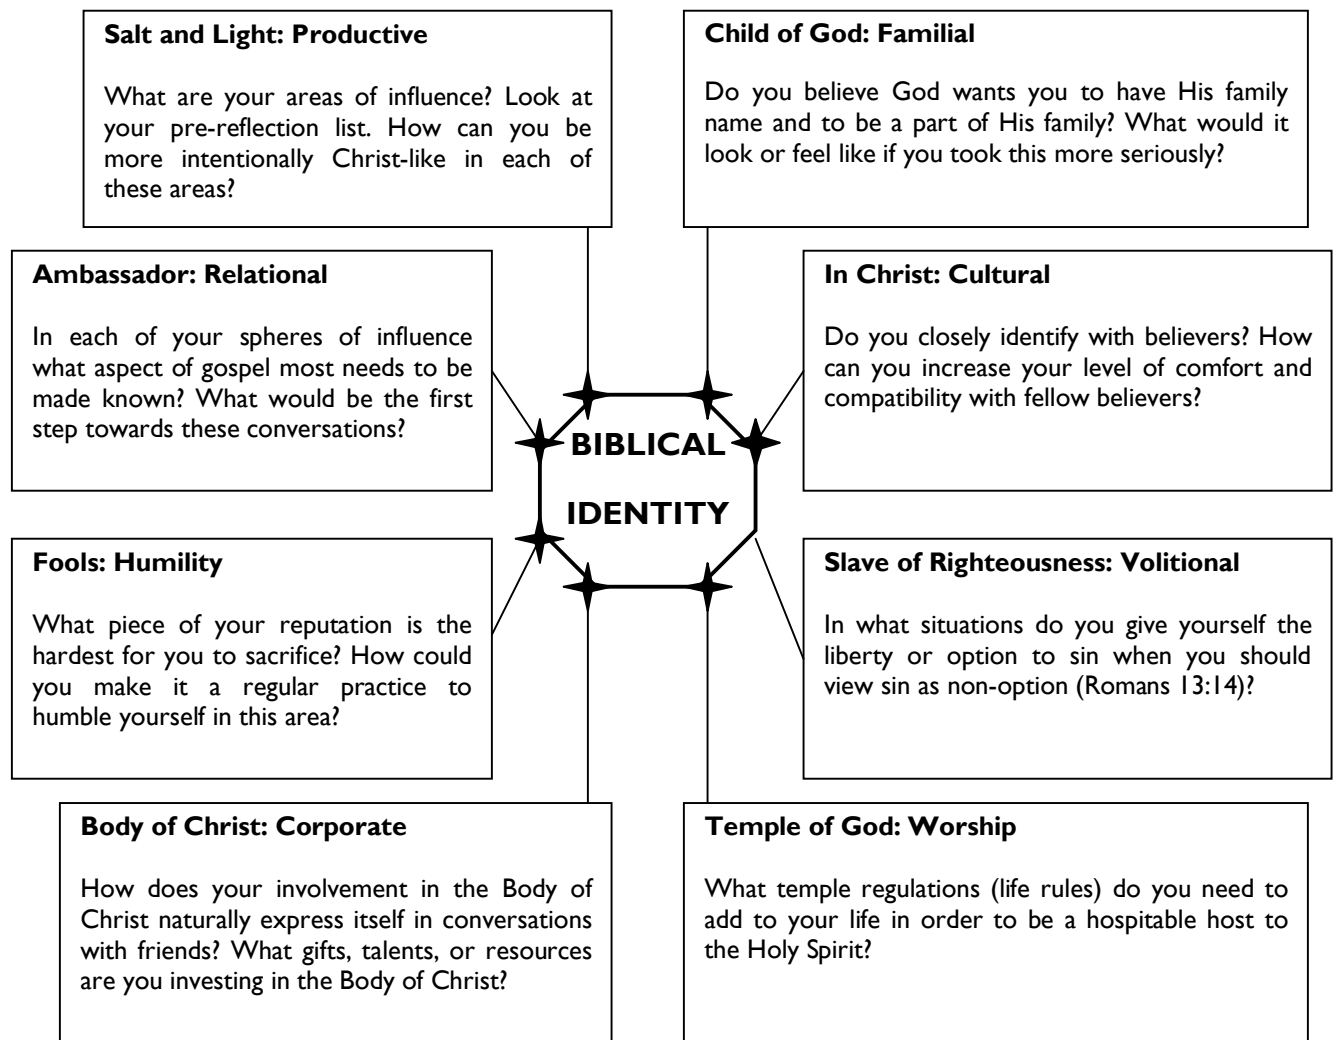 Salt and Light: Productive
What are your areas of influence? Look at
your pre-reflection list. How can you be
more intentionally Christ-like in each of
these areas?
Child of God: Familial
Do you believe God wants you to have His family
name and to be a part of His family? What would it
look or feel like if you took this more seriously?
Ambassador: Relational
In each of your spheres of influence
what aspect of gospel most needs to be
made known? What would be the first
step towards these conversations?
In Christ: Cultural
Do you closely identify with believers? How
can you increase your level of comfort and
compatibility with fellow believers?
BIBLICAL
IDENTITY
Fools: Humility
What piece of your reputation is the
hardest for you to sacrifice? How could
you make it a regular practice to
humble yourself in this area?
Slave of Righteousness: Volitional
In what situations do you give yourself the
liberty or option to sin when you should
view sin as non-option (Romans 13:14)?
Body of Christ: Corporate
How does your involvement in the Body of
Christ naturally express itself in conversations
with friends? What gifts, talents, or resources
are you investing in the Body of Christ?
Temple of God: Worship
What temple regulations (life rules) do you need to
add to your life in order to be a hospitable host to
the Holy Spirit?